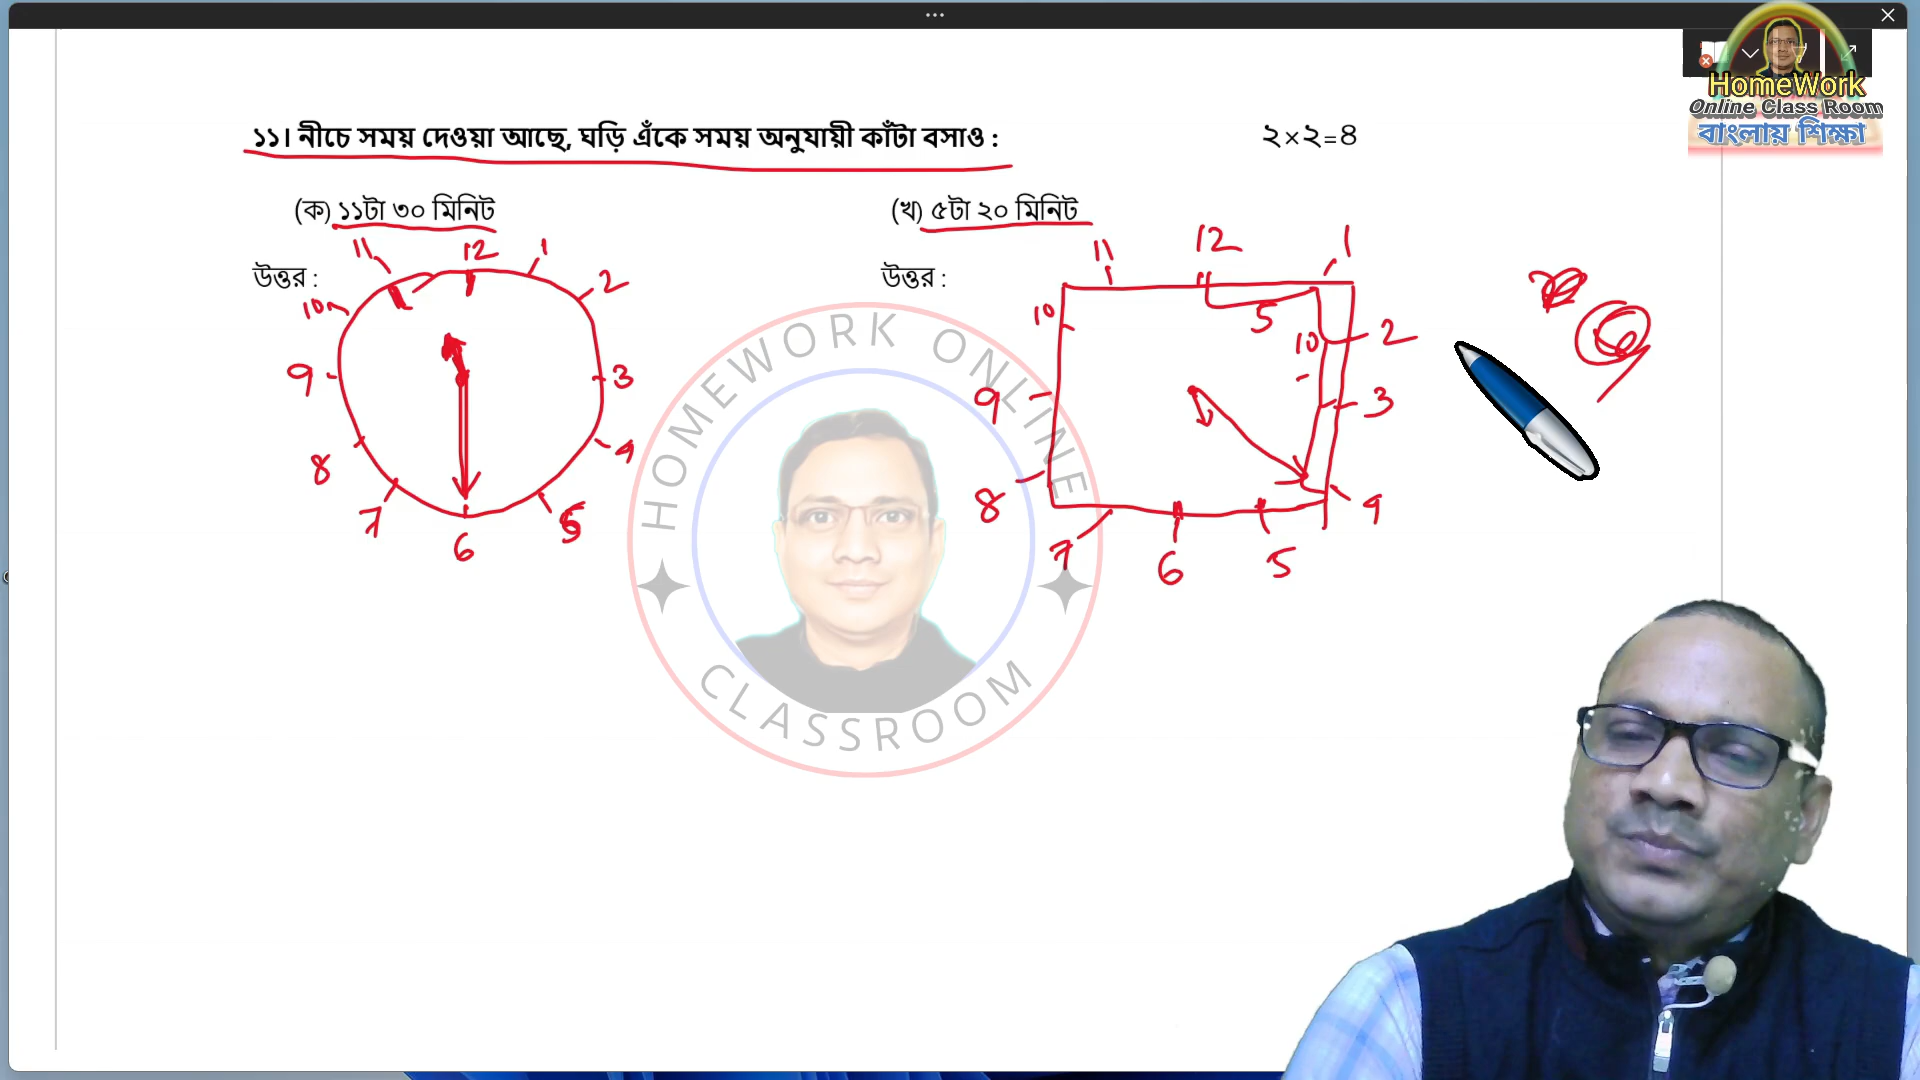 HomeWork
Online Class Room
বাংলায় শিক্ষা
১১। নীচে সময় দেওয়া আছে, ঘড়ি এঁকে সময় অনুযায়ী কাঁটা বসাও :
২×২=৪
(ক) ১১টা ৩০ মিনিট
(খ) ৫টা ২০ মিনিট
উত্তর :
11 12 1
10 2
9 3
8 4
7 6 5
উত্তর :
11 12 1
5
10 10 2
9 3
8 4
7 6 5
HOMEWORK ONLINE
CLASSROOM